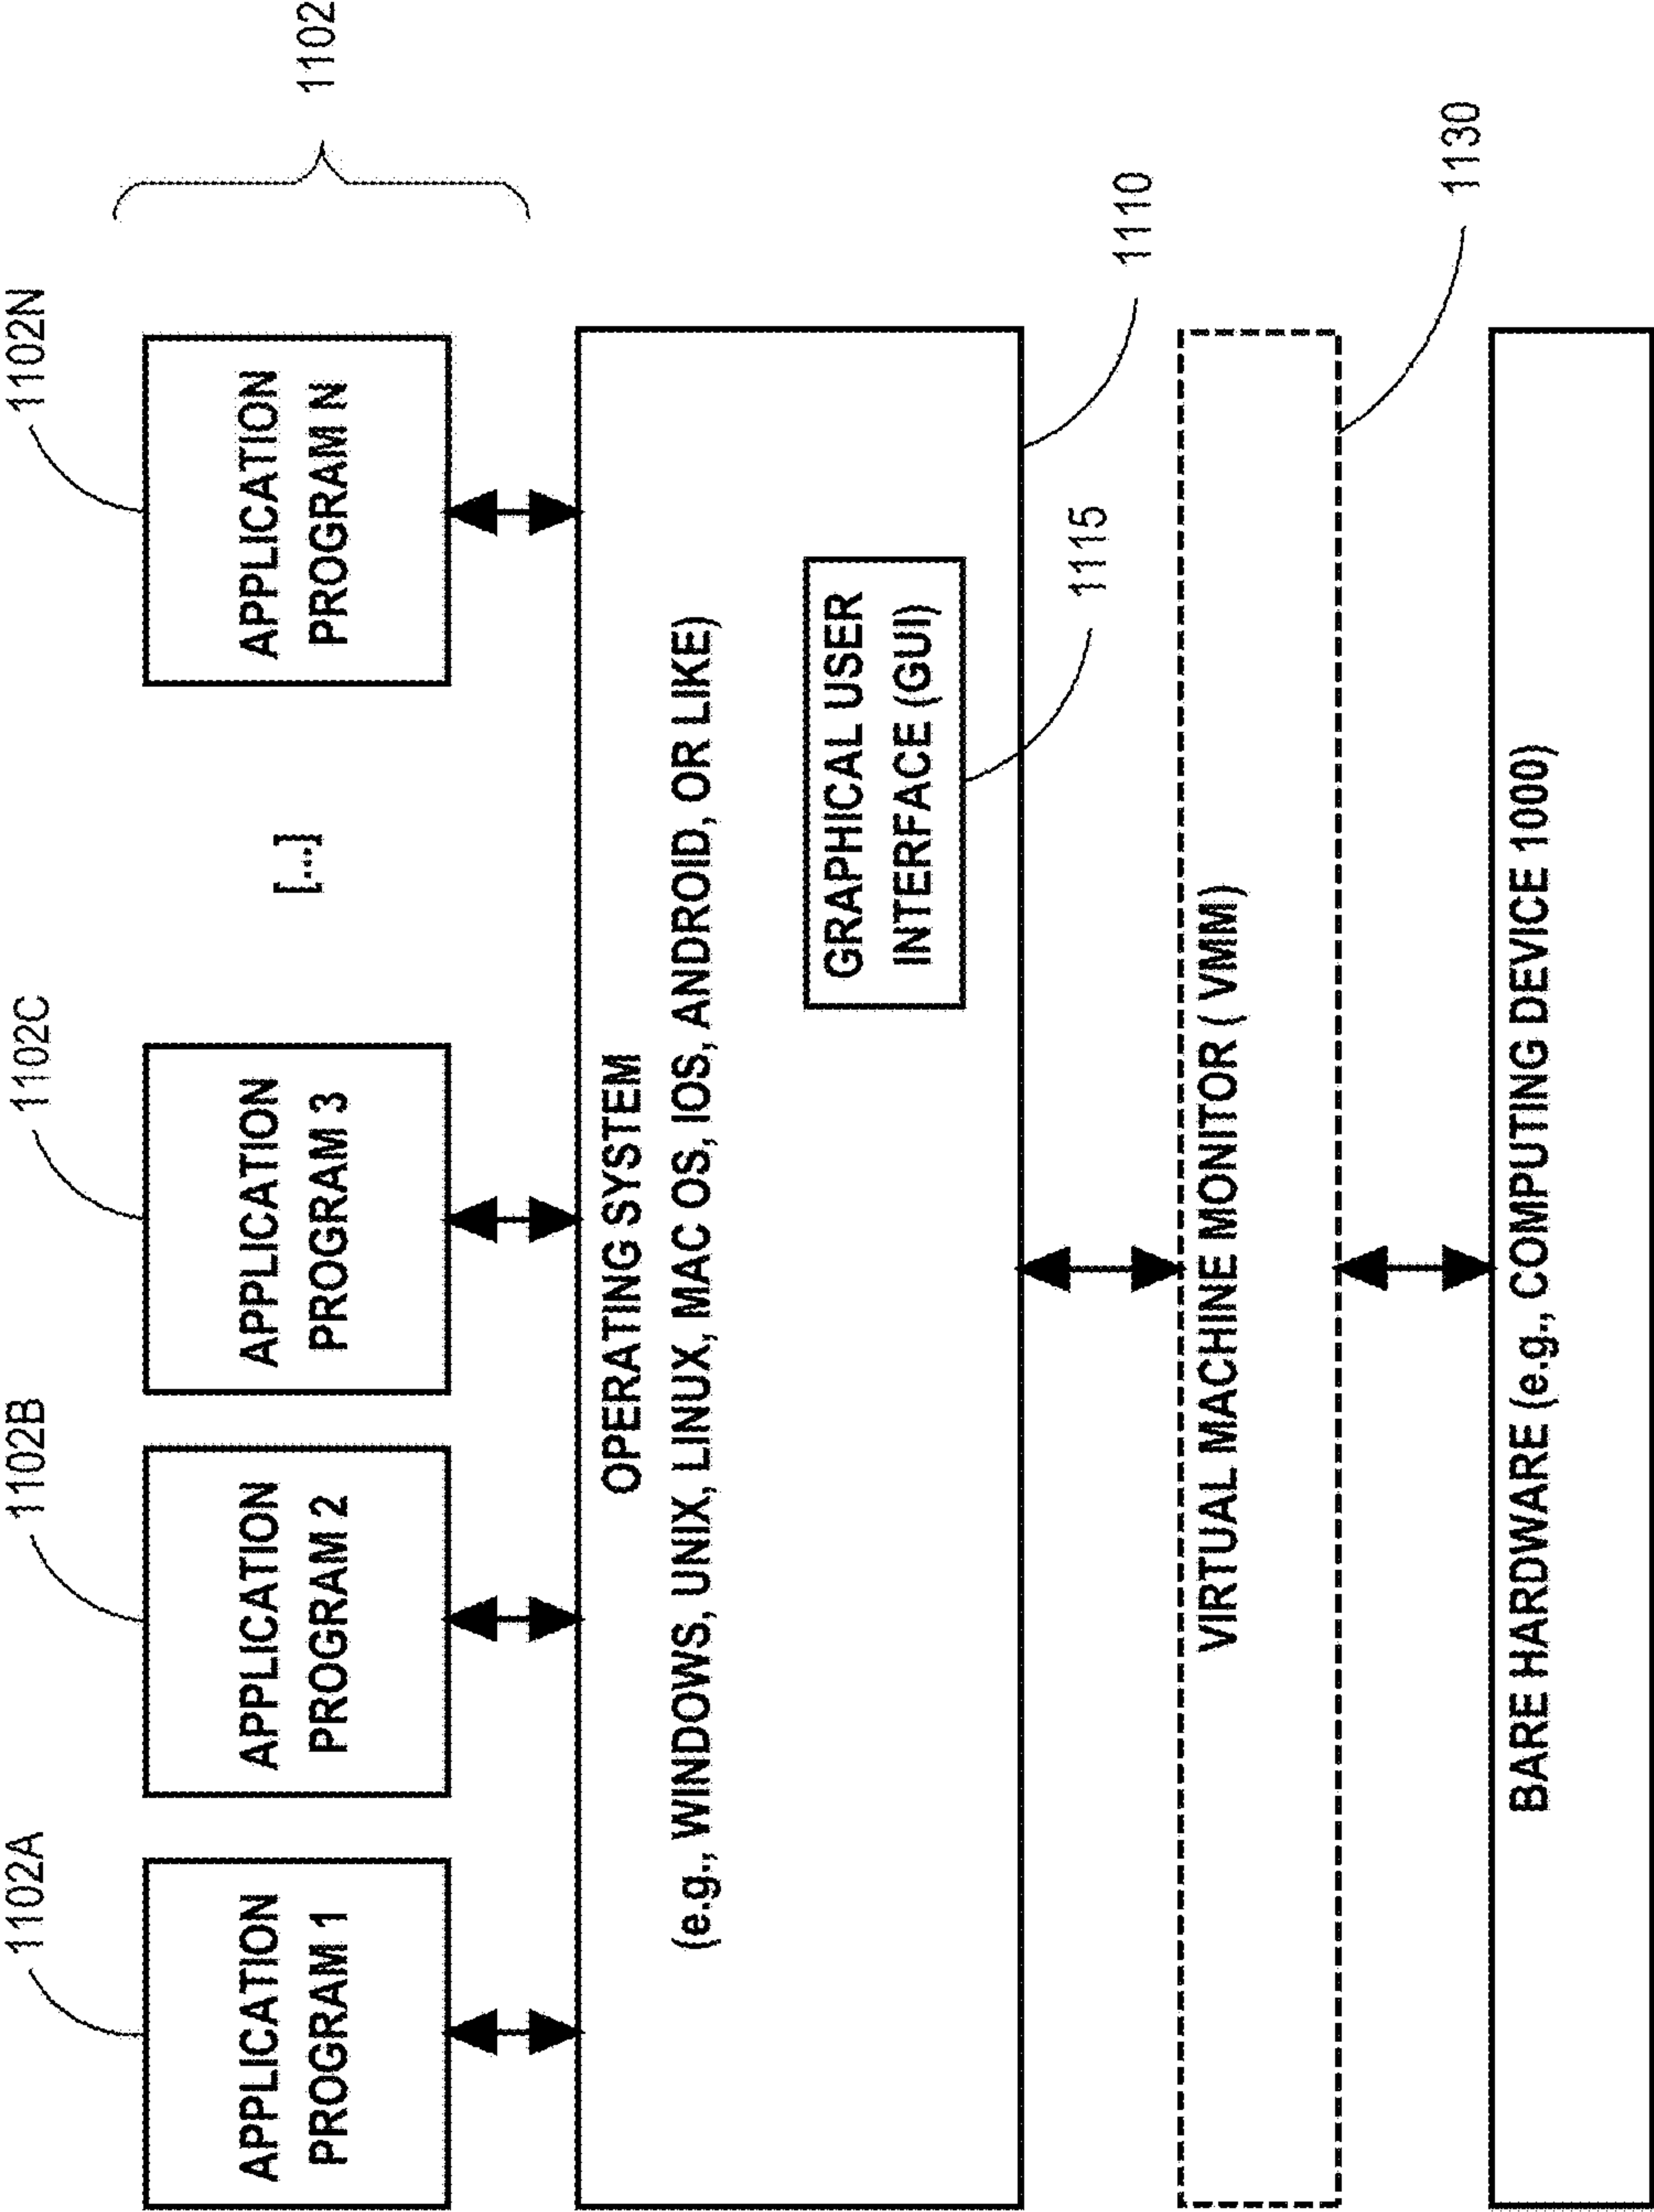 1102
1102A
1102B
1102C
1102N
APPLICATION
PROGRAM 1
APPLICATION
PROGRAM 2
APPLICATION
PROGRAM 3
[...]
APPLICATION
PROGRAM N
OPERATING SYSTEM
(e.g., WINDOWS, UNIX, LINUX, MAC OS, IOS, ANDROID, OR LIKE)
GRAPHICAL USER
INTERFACE (GUI)
1115
1110
VIRTUAL MACHINE MONITOR ( VMM)
1130
BARE HARDWARE (e.g., COMPUTING DEVICE 1000)